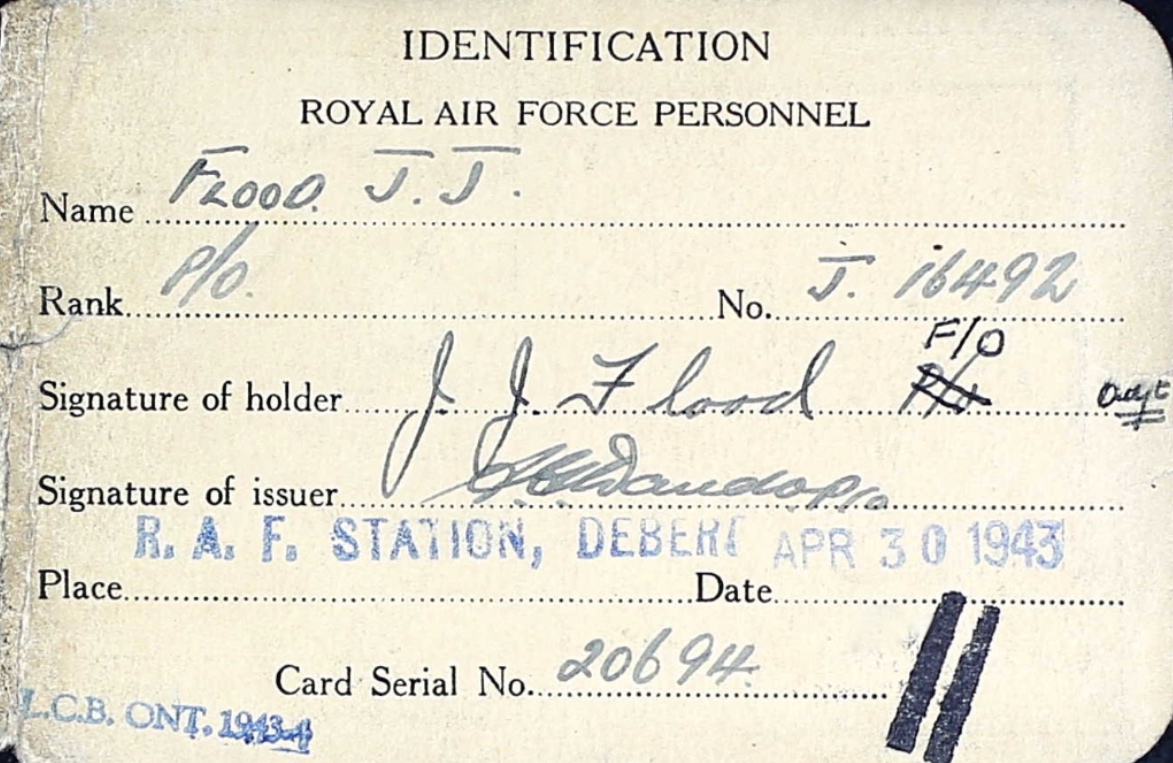 IDENTIFICATION
ROYAL AIR FORCE PERSONNEL
Name FLOOD. J.J.
Rank P/O. No. J. 16492
F/O
Signature of holder J. J. Flood P/O adjt
Signature of issuer P/O
R. A. F. STATION, DEBERT APR 30 1943
Place Date
Card Serial No. 20694
L.C.B. ONT. 1943-4